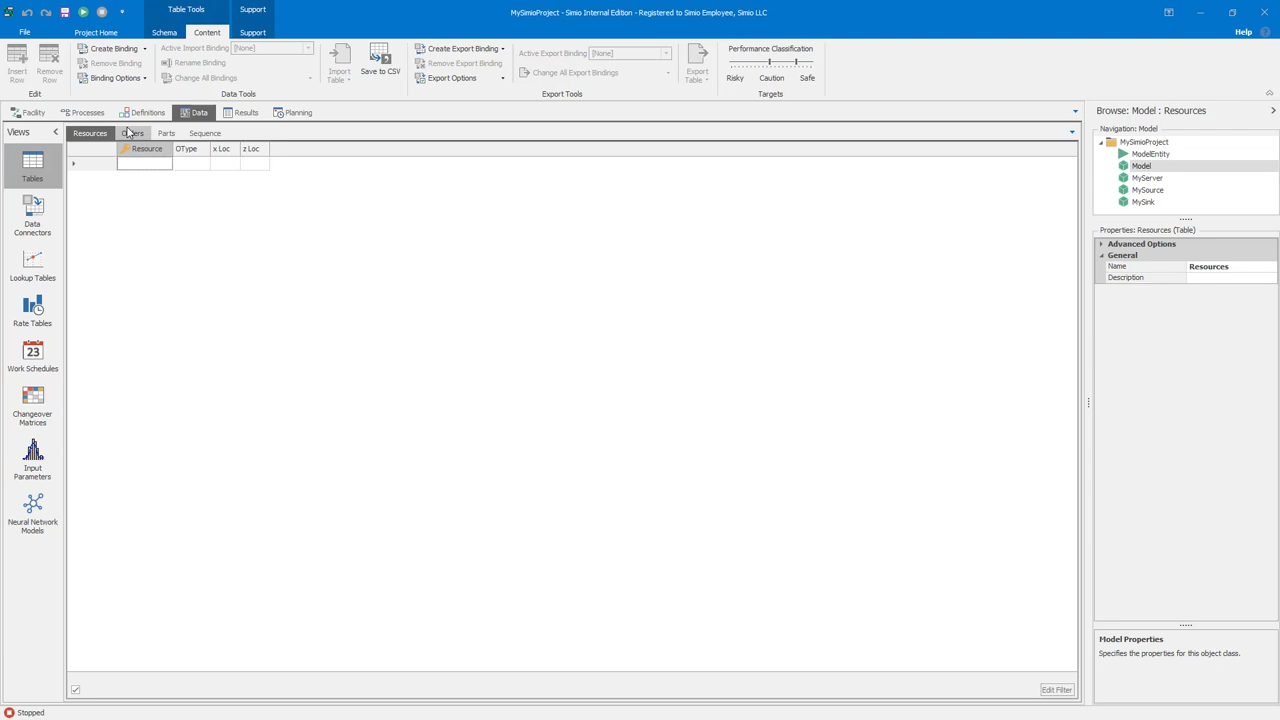 Table Tools
Support
MySimioProject - Simio Internal Edition - Registered to Simio Employee, Simio LLC
File
Project Home
Schema
Content
Support
Help
Insert Row
Remove Row
Edit
Create Binding
Remove Binding
Binding Options
Active Import Binding [None]
Rename Binding
Change All Bindings
Import Table
Save to CSV
Data Tools
Create Export Binding
Remove Export Binding
Export Options
Active Export Binding [None]
Change All Export Bindings
Export Table
Export Tools
Performance Classification
Risky Caution Safe
Targets
Facility
Processes
Definitions
Data
Results
Planning
Views
Tables
Data Connectors
Lookup Tables
Rate Tables
23
Work Schedules
Changeover Matrices
Input Parameters
Neural Network Models
Resources
Parts
Sequence
Resource OType x Loc z Loc
Edit Filter
Browse: Model : Resources
Navigation: Model
MySimioProject
ModelEntity
Model
MyServer
MySource
MySink
Properties: Resources (Table)
Advanced Options
General
Name Resources
Description
Model Properties
Specifies the properties for this object class.
Stopped